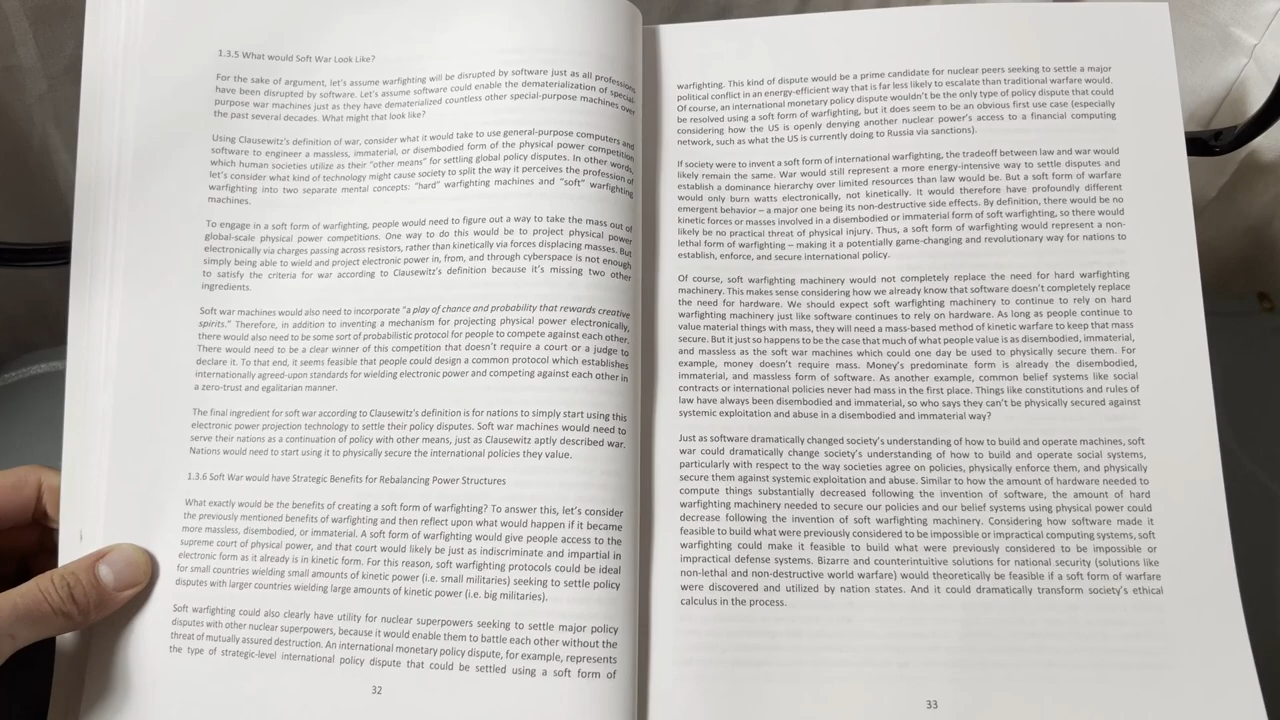 1.3.5 What would Soft War Look Like?
For the sake of argument, let's assume warfighting will be disrupted by software just as all professions
have been disrupted by software. Let's assume software could enable the dematerialization of special-
purpose war machines just as they have dematerialized countless other special-purpose machines over
the past several decades. What might that look like?
Using Clausewitz's definition of war, consider what it would take to use general-purpose computers and
software to engineer a massless, immaterial, or disembodied form of the physical power competition
which human societies utilize as their "other means" for settling global policy disputes. In other words,
let's consider what kind of technology might cause society to split the way it perceives the profession of
warfighting into two separate mental concepts: "hard" warfighting machines and "soft" warfighting
machines.
To engage in a soft form of warfighting, people would need to figure out a way to take the mass out of
global-scale physical power competitions. One way to do this would be to project physical power
electronically via charges passing across resistors, rather than kinetically via forces displacing masses. But
simply being able to wield and project electronic power in, from, and through cyberspace is not enough
to satisfy the criteria for war according to Clausewitz's definition because it's missing two other
ingredients.
Soft war machines would also need to incorporate "a play of chance and probability that rewards creative
spirits." Therefore, in addition to inventing a mechanism for projecting physical power electronically,
there would also need to be some sort of probabilistic protocol for people to compete against each other.
There would need to be a clear winner of this competition that doesn't require a court or a judge to
declare it. To that end, it seems feasible that people could design a common protocol which establishes
internationally agreed-upon standards for wielding electronic power and competing against each other in
a zero-trust and egalitarian manner.
The final ingredient for soft war according to Clausewitz's definition is for nations to simply start using this
electronic power projection technology to settle their policy disputes. Soft war machines would need to
serve their nations as a continuation of policy with other means, just as Clausewitz aptly described war.
Nations would need to start using it to physically secure the international policies they value.
1.3.6 Soft War would have Strategic Benefits for Rebalancing Power Structures
What exactly would be the benefits of creating a soft form of warfighting? To answer this, let's consider
the previously mentioned benefits of warfighting and then reflect upon what would happen if it became
more massless, disembodied, or immaterial. A soft form of warfighting would give people access to the
supreme court of physical power, and that court would likely be just as indiscriminate and impartial in
electronic form as it already is in kinetic form. For this reason, soft warfighting protocols could be ideal
for small countries wielding small amounts of kinetic power (i.e. small militaries) seeking to settle policy
disputes with larger countries wielding large amounts of kinetic power (i.e. big militaries).
Soft warfighting could also clearly have utility for nuclear superpowers seeking to settle major policy
disputes with other nuclear superpowers, because it would enable them to battle each other without the
threat of mutually assured destruction. An international monetary policy dispute, for example, represents
the type of strategic-level international policy dispute that could be settled using a soft form of
32
warfighting. This kind of dispute would be a prime candidate for nuclear peers seeking to settle a major
political conflict in an energy-efficient way that is far less likely to escalate than traditional warfare would.
Of course, an international monetary policy dispute wouldn't be the only type of policy dispute that could
be resolved using a soft form of warfighting, but it does seem to be an obvious first use case (especially
considering how the US is openly denying another nuclear power's access to a financial computing
network, such as what the US is currently doing to Russia via sanctions).
If society were to invent a soft form of international warfighting, the tradeoff between law and war would
likely remain the same. War would still represent a more energy-intensive way to settle disputes and
establish a dominance hierarchy over limited resources than law would be. But a soft form of warfare
would only burn watts electronically, not kinetically. It would therefore have profoundly different
emergent behavior – a major one being its non-destructive side effects. By definition, there would be no
kinetic forces or masses involved in a disembodied or immaterial form of soft warfighting, so there would
likely be no practical threat of physical injury. Thus, a soft form of warfighting would represent a non-
lethal form of warfighting – making it a potentially game-changing and revolutionary way for nations to
establish, enforce, and secure international policy.
Of course, soft warfighting machinery would not completely replace the need for hard warfighting
machinery. This makes sense considering how we already know that software doesn't completely replace
the need for hardware. We should expect soft warfighting machinery to continue to rely on hard
warfighting machinery just like software continues to rely on hardware. As long as people continue to
value material things with mass, they will need a mass-based method of kinetic warfare to keep that mass
secure. But it just so happens to be the case that much of what people value is as disembodied, immaterial,
and massless as the soft war machines which could one day be used to physically secure them. For
example, money doesn't require mass. Money's predominate form is already the disembodied,
immaterial, and massless form of software. As another example, common belief systems like social
contracts or international policies never had mass in the first place. Things like constitutions and rules of
law have always been disembodied and immaterial, so who says they can't be physically secured against
systemic exploitation and abuse in a disembodied and immaterial way?
Just as software dramatically changed society's understanding of how to build and operate machines, soft
war could dramatically change society's understanding of how to build and operate social systems,
particularly with respect to the way societies agree on policies, physically enforce them, and physically
secure them against systemic exploitation and abuse. Similar to how the amount of hardware needed to
compute things substantially decreased following the invention of software, the amount of hard
warfighting machinery needed to secure our policies and our belief systems using physical power could
decrease following the invention of soft warfighting machinery. Considering how software made it
feasible to build what were previously considered to be impossible or impractical computing systems, soft
warfighting could make it feasible to build what were previously considered to be impossible or
impractical defense systems. Bizarre and counterintuitive solutions for national security (solutions like
non-lethal and non-destructive world warfare) would theoretically be feasible if a soft form of warfare
were discovered and utilized by nation states. And it could dramatically transform society's ethical
calculus in the process.
33